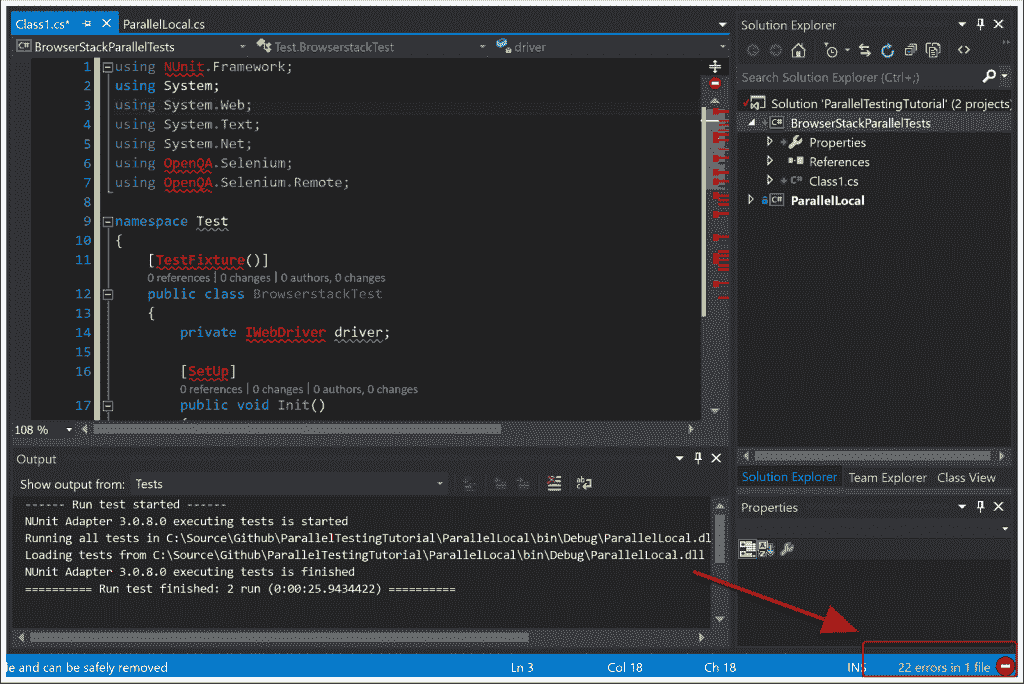 Class1.cs* ParallelLocal.cs
BrowserStackParallelTests Test.BrowserstackTest driver
1 using NUnit.Framework;
2 using System;
3 using System.Web;
4 using System.Text;
5 using System.Net;
6 using OpenQA.Selenium;
7 using OpenQA.Selenium.Remote;
8
9 namespace Test
10 {
11 [TestFixture()]
0 references | 0 changes | 0 authors, 0 changes
12 public class BrowserstackTest
13 {
14 private IWebDriver driver;
15
16 [SetUp]
0 references | 0 changes | 0 authors, 0 changes
17 public void Init()
108 %
Solution Explorer
Search Solution Explorer (Ctrl+;)
Solution 'ParallelTestingTutorial' (2 projects)
C# BrowserStackParallelTests
Properties
References
C# Class1.cs
C# ParallelLocal
Solution Explorer Team Explorer Class View
Properties
Output
Show output from: Tests
------ Run test started ------
NUnit Adapter 3.0.8.0 executing tests is started
Running all tests in C:\Source\Github\ParallelTestingTutorial\ParallelLocal\bin\Debug\ParallelLocal.dl
Loading tests from C:\Source\Github\ParallelTestingTutorial\ParallelLocal\bin\Debug\ParallelLocal.dll
NUnit Adapter 3.0.8.0 executing tests is finished
========== Run test finished: 2 run (0:00:25.9434422) ==========
le and can be safely removed Ln 3 Col 18 Ch 18 INS 22 errors in 1 file